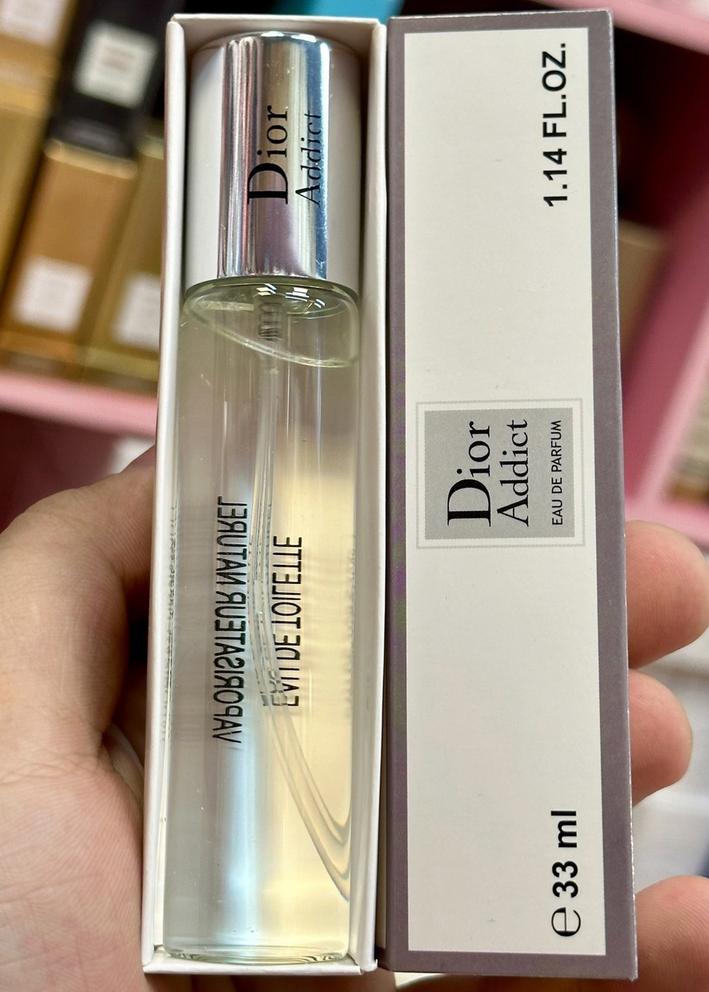 Dior
Addict
VAPORISATEUR NATUREL
EAU DE TOILETTE
1.14 FL.OZ.
Dior
Addict
EAU DE PARFUM
e 33 ml